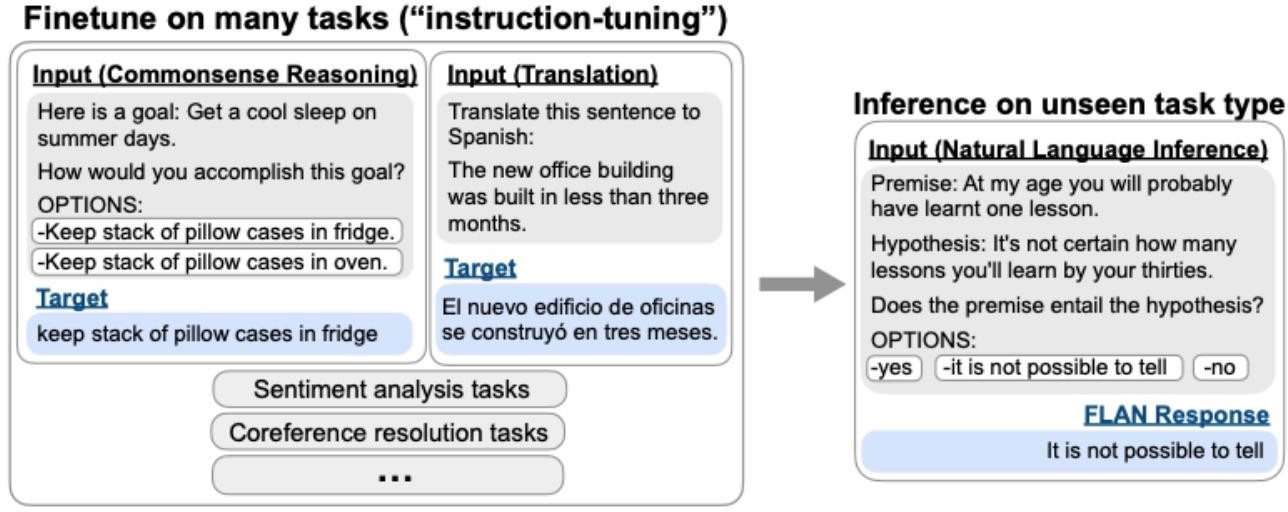 Finetune on many tasks (“instruction-tuning”)
Input (Commonsense Reasoning)
Here is a goal: Get a cool sleep on
summer days.
How would you accomplish this goal?
OPTIONS:
-Keep stack of pillow cases in fridge.
-Keep stack of pillow cases in oven.
Target
keep stack of pillow cases in fridge
Input (Translation)
Translate this sentence to
Spanish:
The new office building
was built in less than three
months.
Target
El nuevo edificio de oficinas
se construyó en tres meses.
Sentiment analysis tasks
Coreference resolution tasks
...
Inference on unseen task type
Input (Natural Language Inference)
Premise: At my age you will probably
have learnt one lesson.
Hypothesis: It's not certain how many
lessons you'll learn by your thirties.
Does the premise entail the hypothesis?
OPTIONS:
-yes -it is not possible to tell -no
FLAN Response
It is not possible to tell